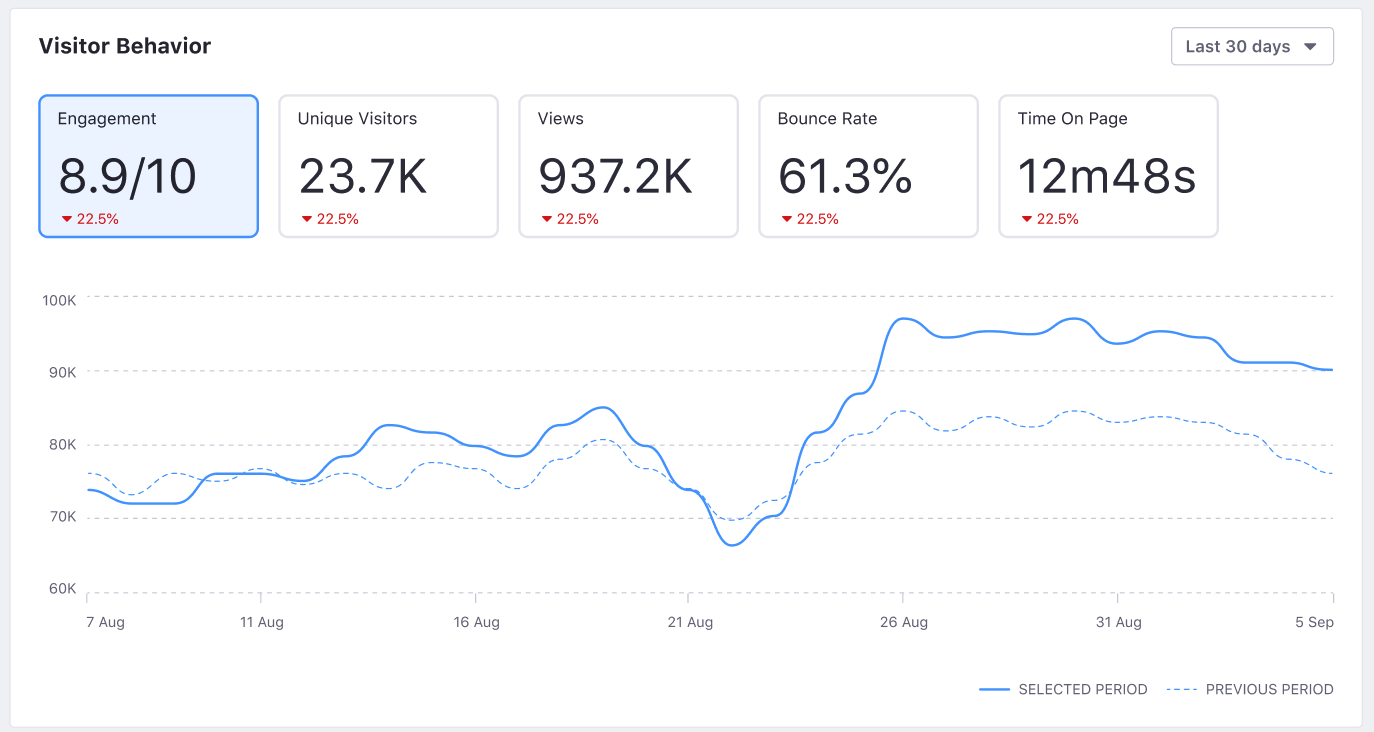 Visitor Behavior
Last 30 days
Engagement
8.9/10
22.5%
Unique Visitors
23.7K
22.5%
Views
937.2K
22.5%
Bounce Rate
61.3%
22.5%
Time On Page
12m48s
22.5%
100K
90K
80K
70K
60K
7 Aug
11 Aug
16 Aug
21 Aug
26 Aug
31 Aug
5 Sep
SELECTED PERIOD
PREVIOUS PERIOD